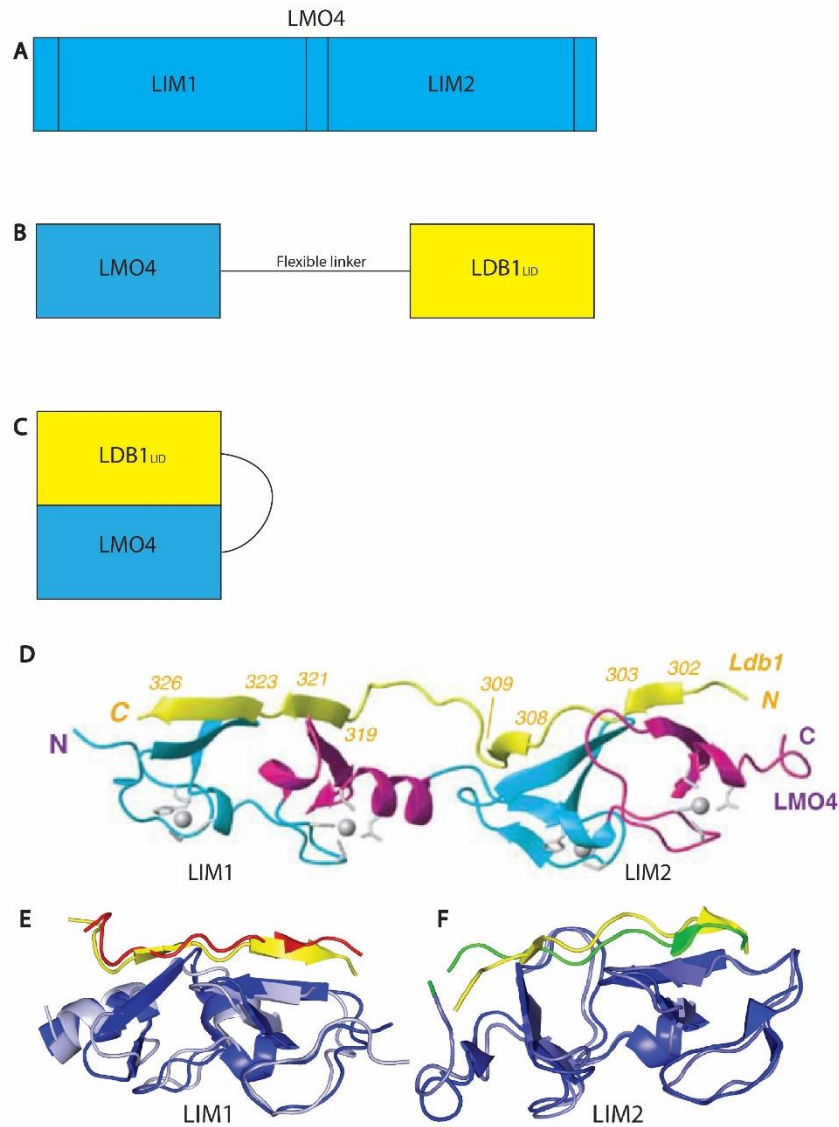 LMO4
A
LIM1 LIM2
B
LMO4 Flexible linker LDB1LID
C
LDB1LID
LMO4
D
326 323 321 309 303 302 Ldb1
C 308 N
N 319 C
LMO4
LIM1 LIM2
E F
LIM1 LIM2